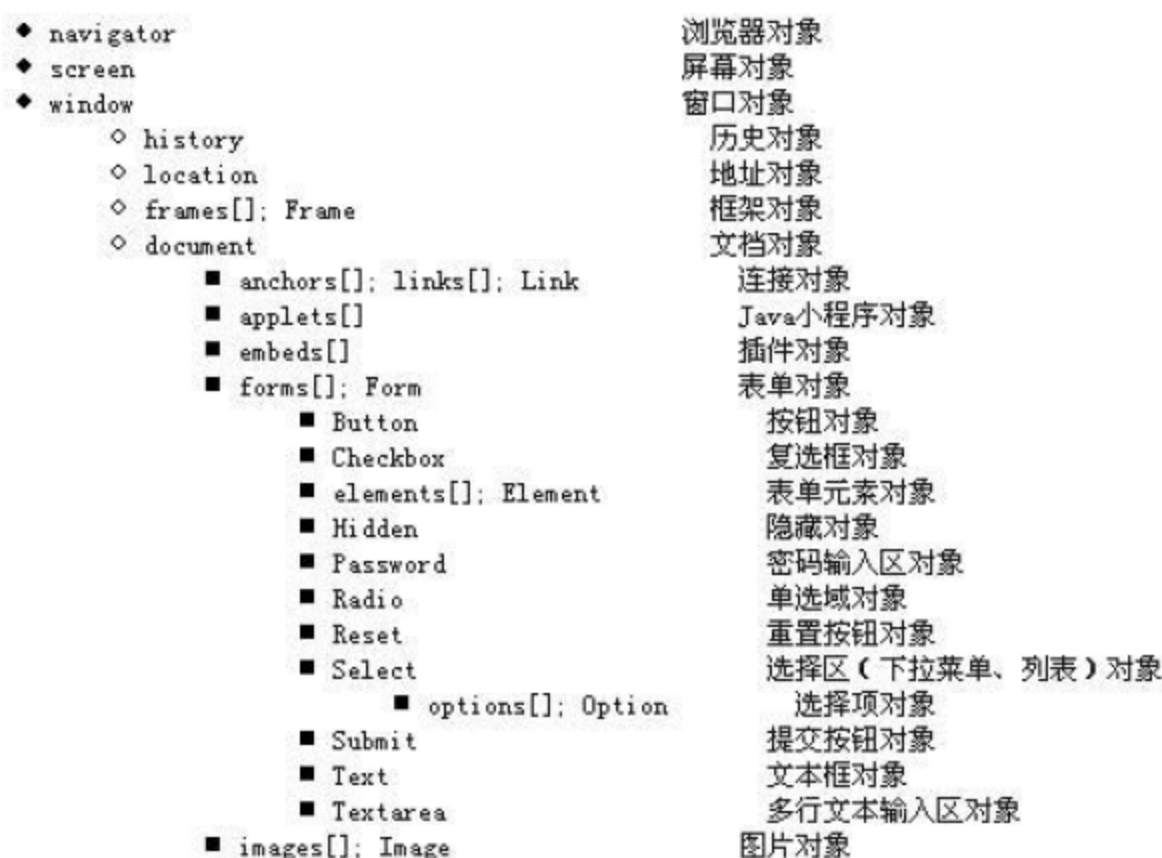 ◆ navigator 浏览器对象
◆ screen 屏幕对象
◆ window 窗口对象
◇ history 历史对象
◇ location 地址对象
◇ frames[]; Frame 框架对象
◇ document 文档对象
■ anchors[]; links[]; Link 连接对象
■ applets[] Java小程序对象
■ embeds[] 插件对象
■ forms[]; Form 表单对象
■ Button 按钮对象
■ Checkbox 复选框对象
■ elements[]; Element 表单元素对象
■ Hidden 隐藏对象
■ Password 密码输入区对象
■ Radio 单选域对象
■ Reset 重置按钮对象
■ Select 选择区(下拉菜单、列表)对象
■ options[]; Option 选择项对象
■ Submit 提交按钮对象
■ Text 文本框对象
■ Textarea 多行文本输入区对象
■ images[]; Image 图片对象